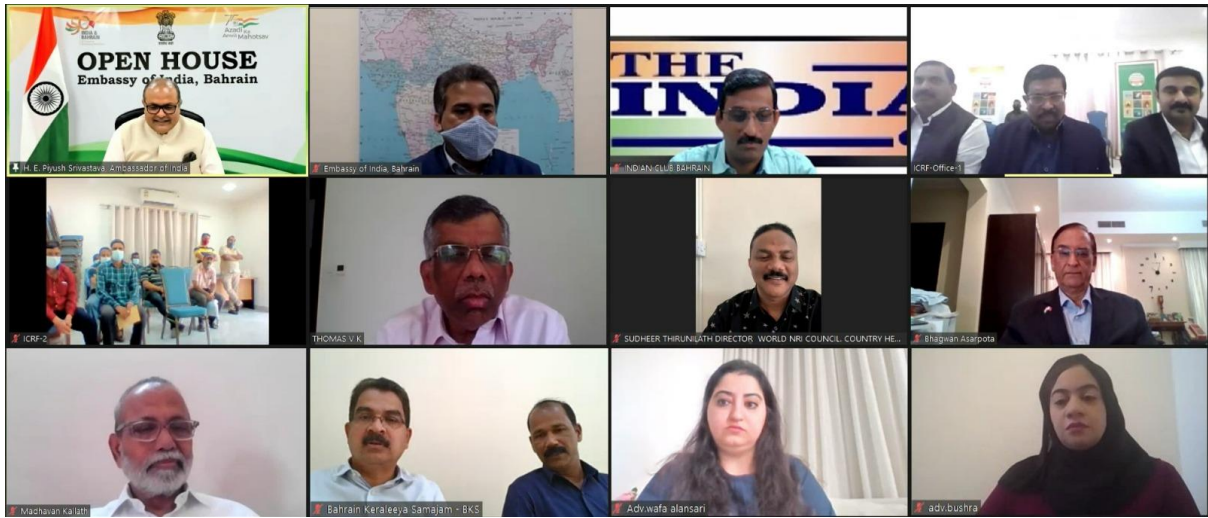 INDIA & BAHRAIN
Azadi Ka
Amrit Mahotsav
OPEN HOUSE
Embassy of India, Bahrain
H. E. Piyush Srivastava, Ambassador of India
Embassy of India, Bahrain
THE
INDIA
INDIAN CLUB BAHRAIN
ICRF-Office-1
ICRF-2
THOMAS V K
SUDHEER THIRUNILATH DIRECTOR WORLD NRI COUNCIL. COUNTRY HE...
Bhagwan Asarpota
Madhavan Kallath
Bahrain Keraleeya Samajam - BKS
Adv.wafa alansari
adv.bushra